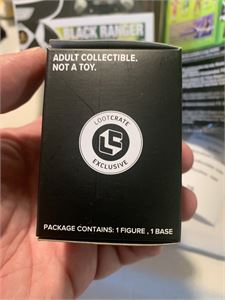 BLACK RANGER
ADULT COLLECTIBLE.
NOT A TOY.
LOOTCRATE
EXCLUSIVE
PACKAGE CONTAINS: 1 FIGURE , 1 BASE